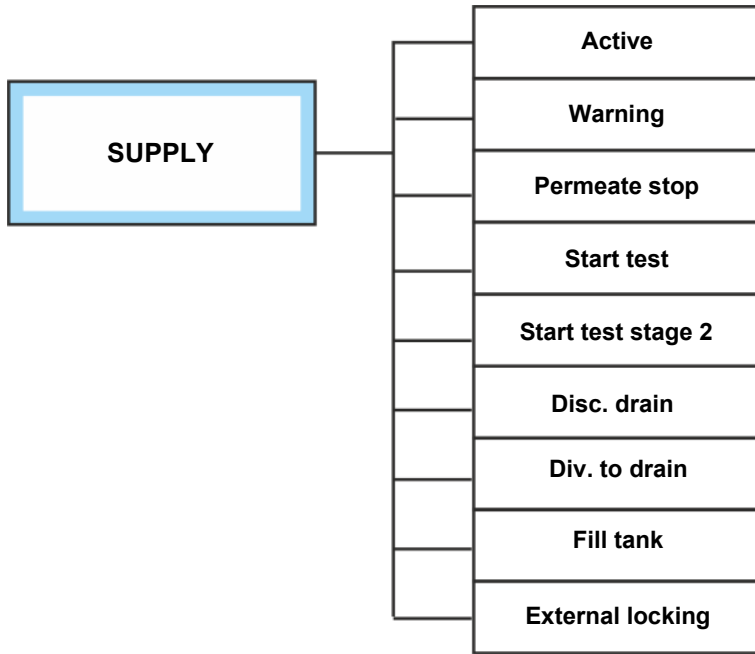 SUPPLY
Active
Warning
Permeate stop
Start test
Start test stage 2
Disc. drain
Div. to drain
Fill tank
External locking